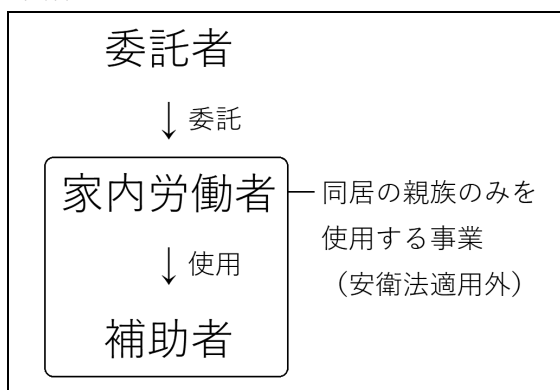 委託者
↓ 委託
家内労働者
同居の親族のみを
使用する事業
（安衛法適用外）
↓ 使用
補助者